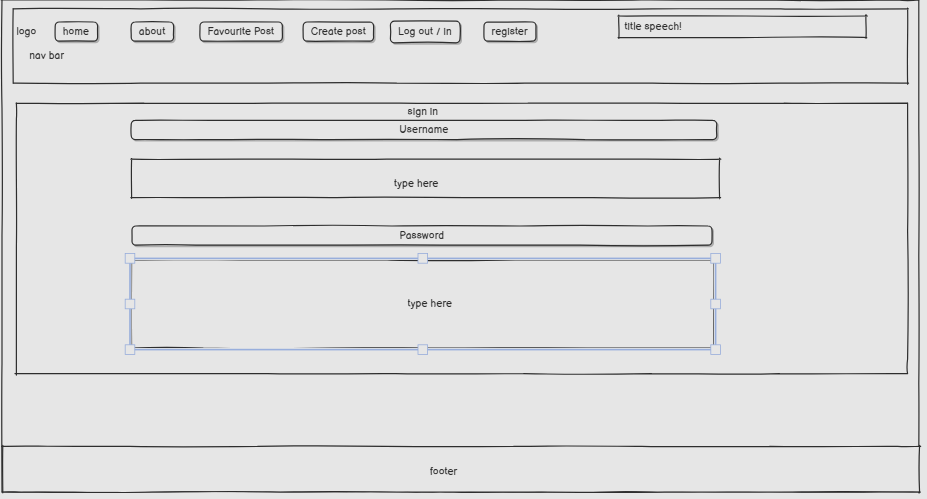 logo home about Favourite Post Create post Log out / in register title speech!
nav bar
sign in
Username
type here
Password
type here
footer